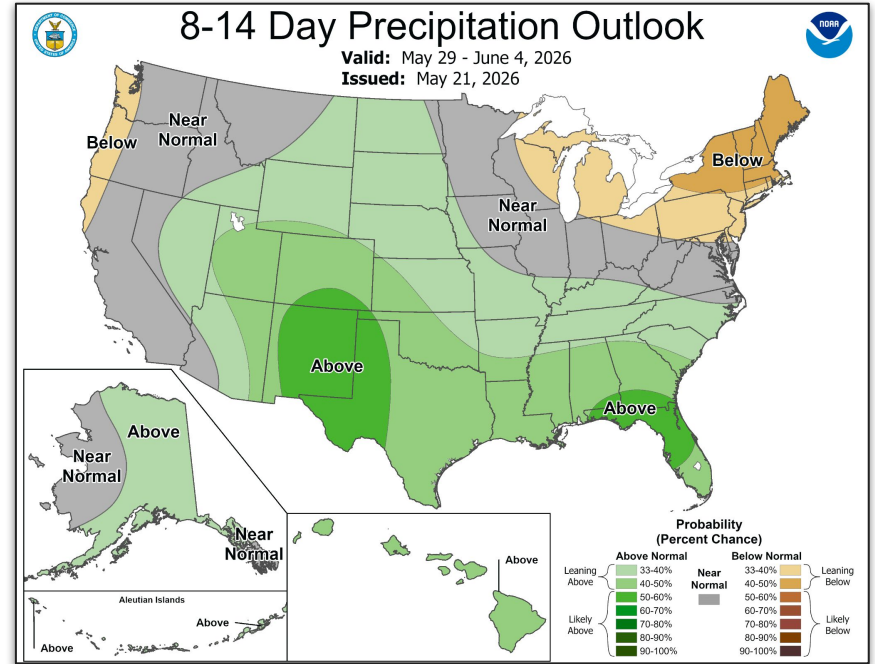 8-14 Day Precipitation Outlook
Valid: May 29 - June 4, 2026
Issued: May 21, 2026
NOAA
Below
Near
Normal
Near
Normal
Below
Above
Above
Above
Near
Normal
Near
Normal
Aleutian Islands
Above
Above
Above
Probability
(Percent Chance)
Above Normal
Below Normal
Leaning
Above
33-40%
40-50%
Likely
Above
50-60%
60-70%
70-80%
80-90%
90-100%
Near
Normal
33-40%
40-50%
Leaning
Below
50-60%
60-70%
70-80%
80-90%
90-100%
Likely
Below